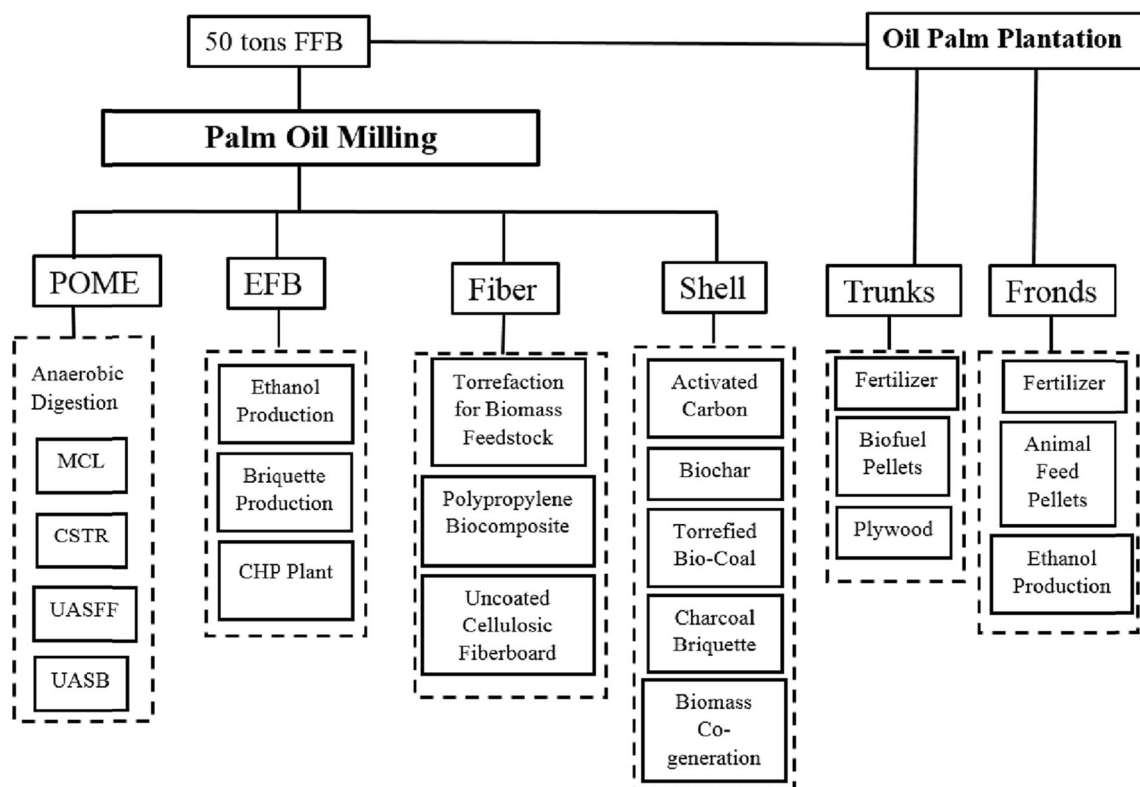 50 tons FFB
Oil Palm Plantation
Palm Oil Milling
POME
EFB
Fiber
Shell
Trunks
Fronds
Anaerobic
Digestion
MCL
CSTR
UASFF
UASB
Ethanol
Production
Briquette
Production
CHP Plant
Torrefaction
for Biomass
Feedstock
Polypropylene
Biocomposite
Uncoated
Cellulosic
Fiberboard
Activated
Carbon
Biochar
Torrefied
Bio-Coal
Charcoal
Briquette
Biomass
Co-
generation
Fertilizer
Biofuel
Pellets
Plywood
Fertilizer
Animal
Feed
Pellets
Ethanol
Production